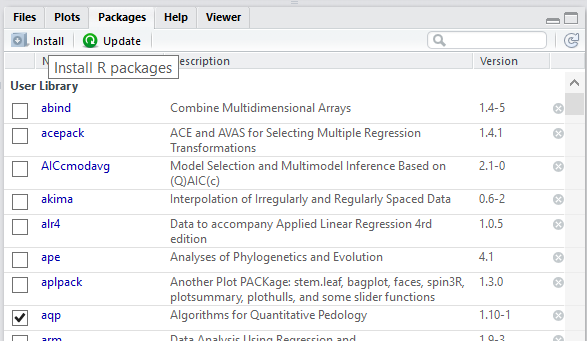 Files Plots Packages Help Viewer
Install Update
Install R packages
Description Version
User Library
abind Combine Multidimensional Arrays 1.4-5
acepack ACE and AVAS for Selecting Multiple Regression 1.4.1
Transformations
AICcmodavg Model Selection and Multimodel Inference Based on 2.1-0
(Q)AIC(c)
akima Interpolation of Irregularly and Regularly Spaced Data 0.6-2
alr4 Data to accompany Applied Linear Regression 4rd 1.0.5
edition
ape Analyses of Phylogenetics and Evolution 4.1
aplpack Another Plot PACKage: stem.leaf, bagplot, faces, spin3R, 1.3.0
plotsummary, plothulls, and some slider functions
aqp Algorithms for Quantitative Pedology 1.10-1
arm Data Analysis Using Regression and 1.9-3